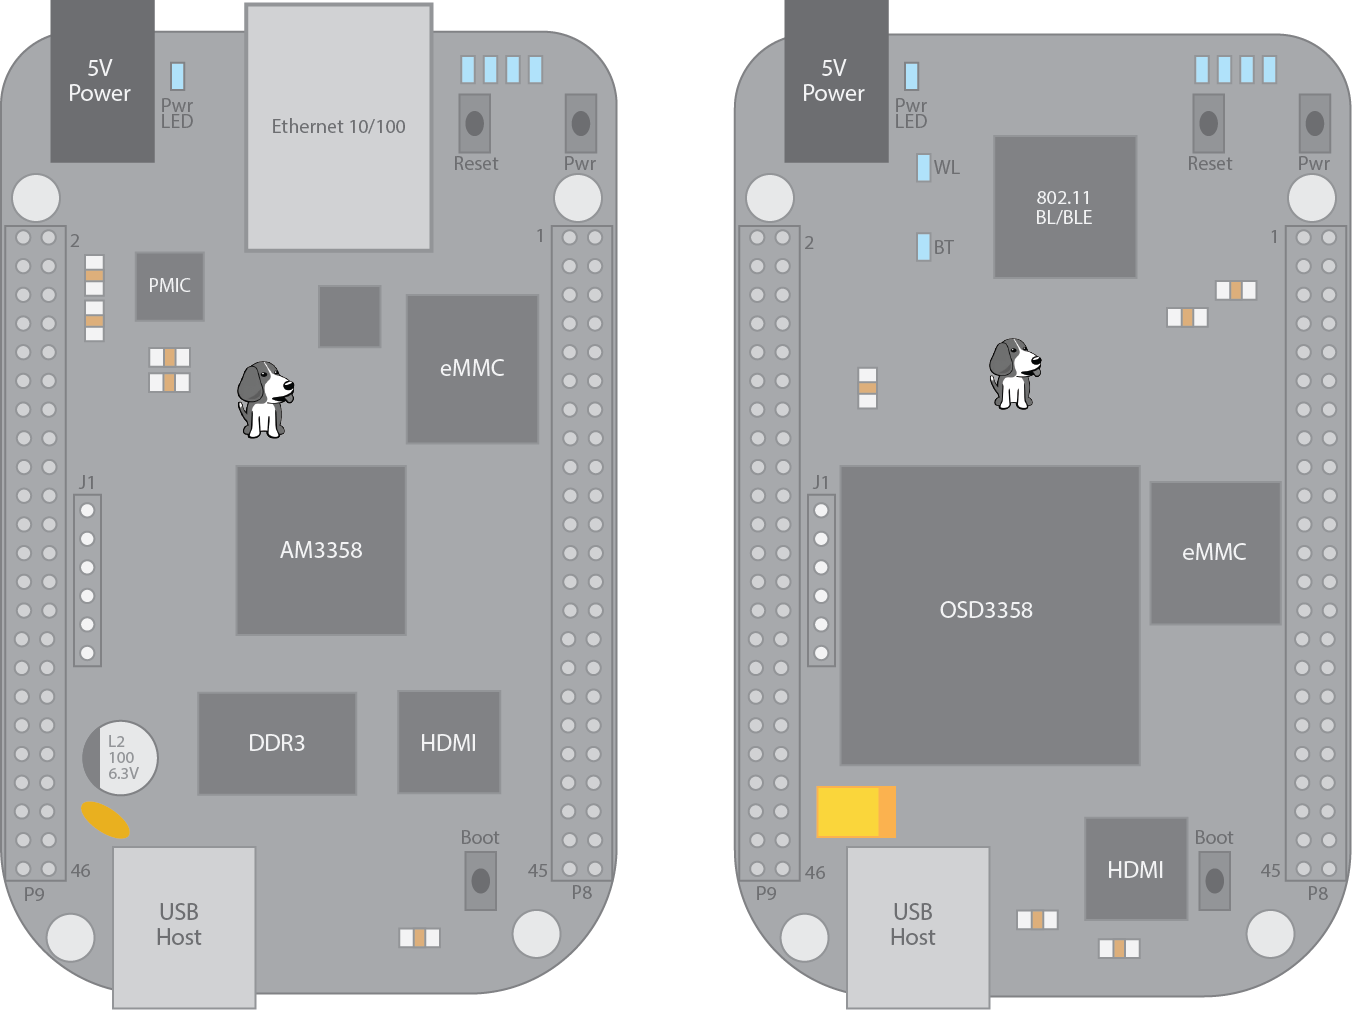 5V
Power
Pwr
LED
Ethernet 10/100
Reset
Pwr
2
1
PMIC
eMMC
J1
AM3358
L2
100
6.3V
DDR3
HDMI
Boot
46
45
P9
P8
USB
Host
5V
Power
Pwr
LED
WL
BT
802.11
BL/BLE
Reset
Pwr
2
1
J1
OSD3358
eMMC
HDMI
Boot
46
45
P9
P8
USB
Host